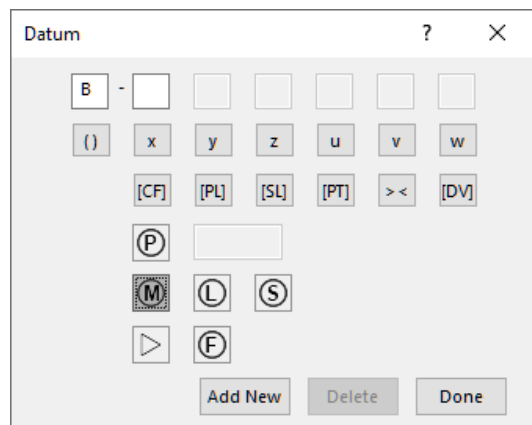 Datum ? ×
B -
( ) x y z u v w
[CF] [PL] [SL] [PT] > < [DV]
Ⓟ
Ⓜ Ⓛ Ⓢ
▷ Ⓕ
Add New Delete Done